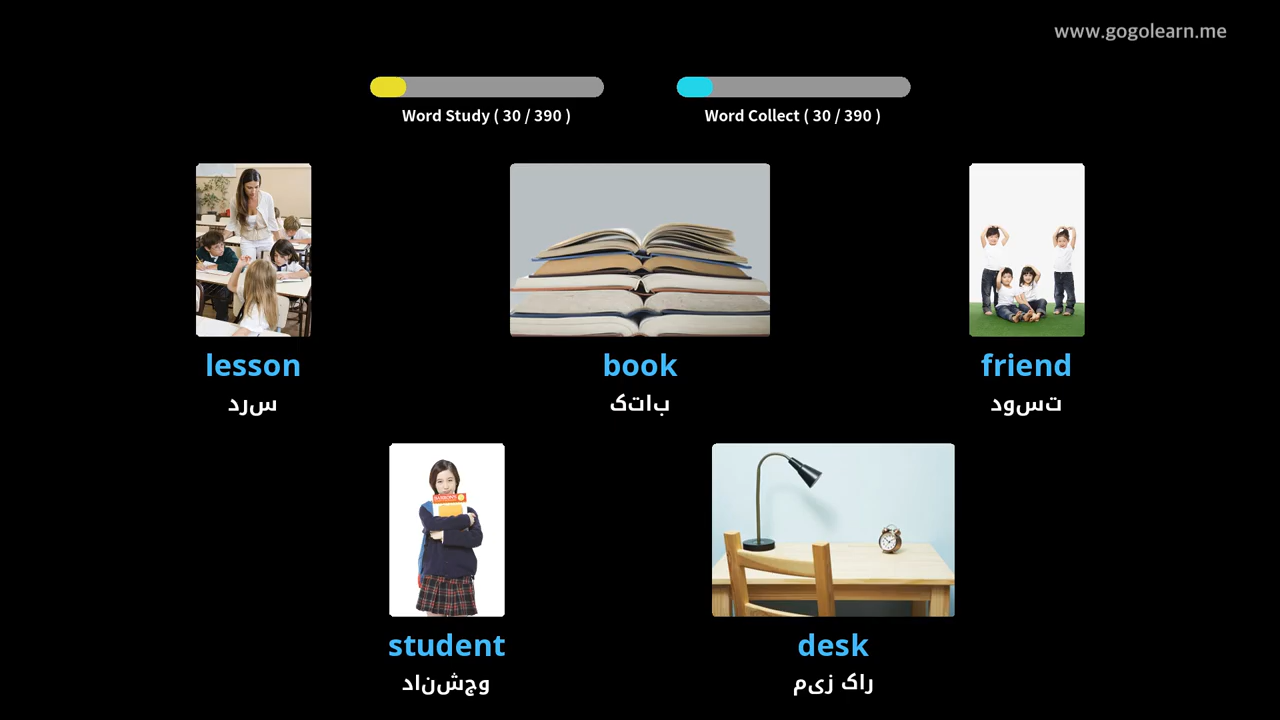 www.gogolearn.me
Word Study ( 30 / 390 )
Word Collect ( 30 / 390 )
lesson
سرد
book
باتک
friend
تسود
student
وجشناد
desk
راک زیم